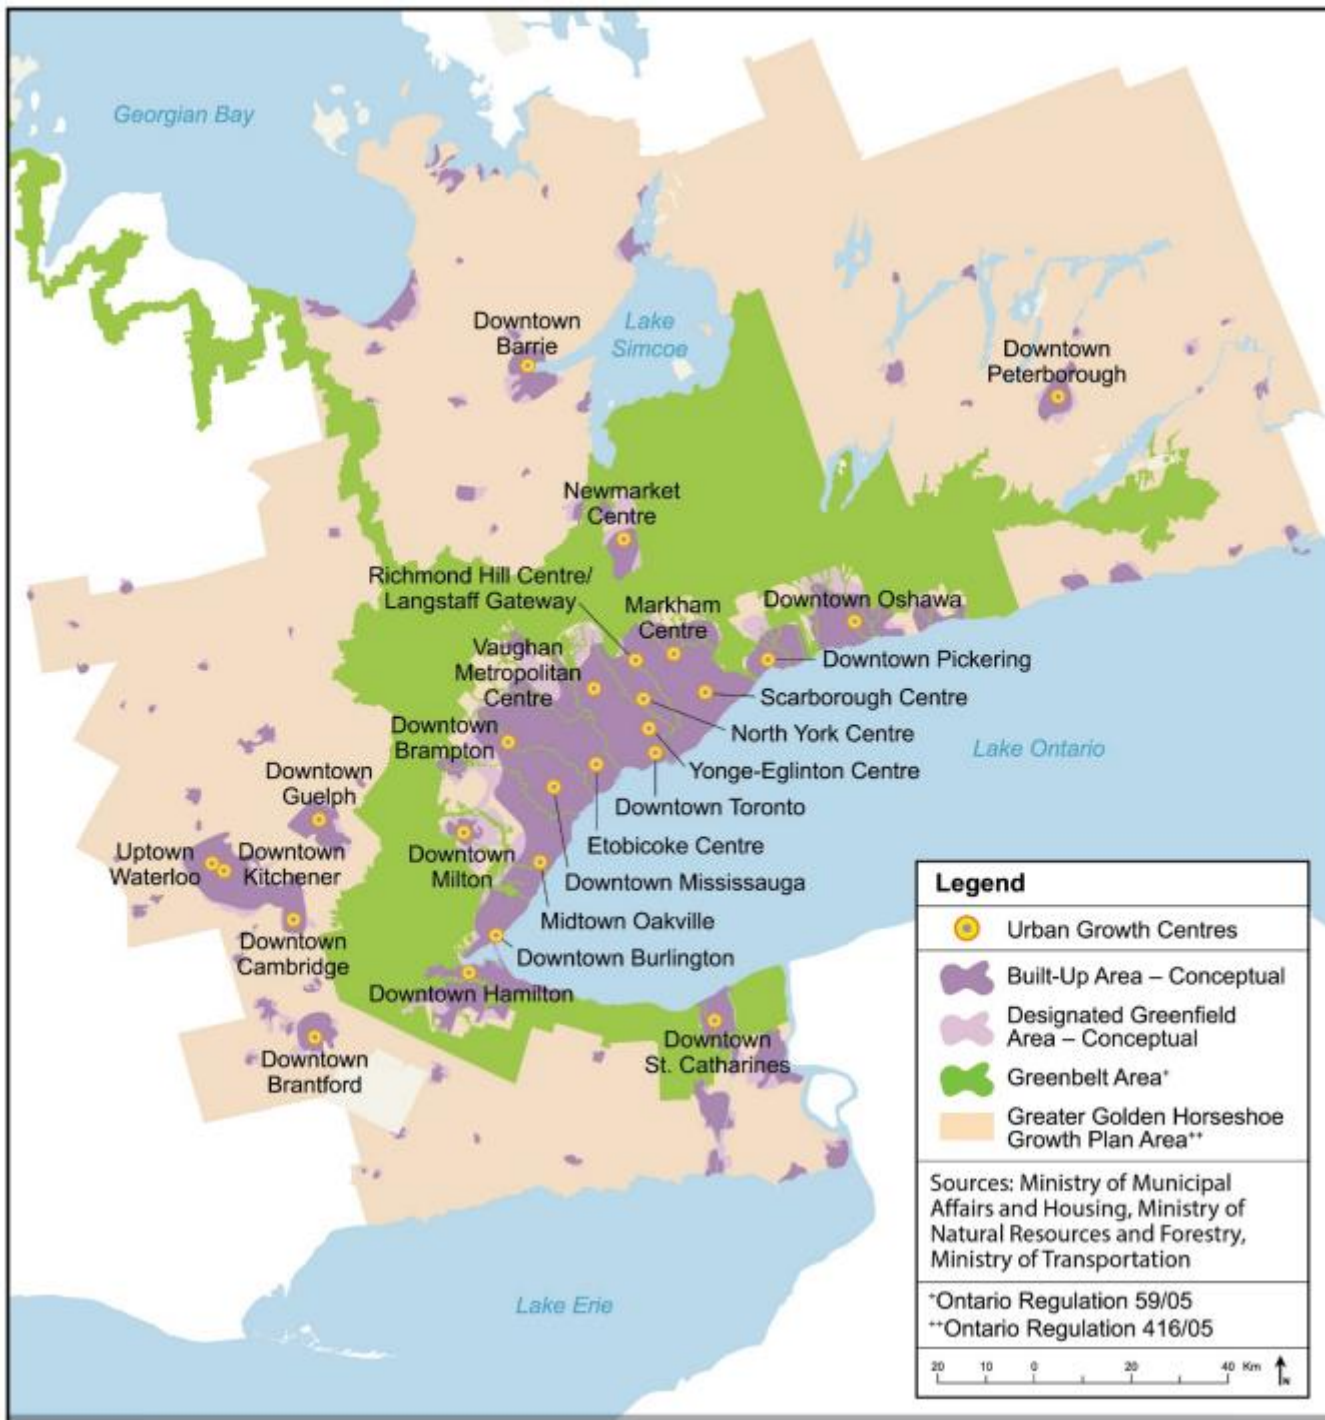 Georgian Bay
Downtown
Barrie
Lake
Simcoe
Downtown
Peterborough
Newmarket
Centre
Richmond Hill Centre/
Langstaff Gateway
Markham
Centre
Downtown Oshawa
Vaughan
Metropolitan
Centre
Downtown Pickering
Scarborough Centre
Downtown
Brampton
North York Centre
Lake Ontario
Yonge-Eglinton Centre
Downtown
Guelph
Downtown Toronto
Uptown
Waterloo
Downtown
Kitchener
Downtown
Milton
Etobicoke Centre
Downtown Mississauga
Midtown Oakville
Downtown
Cambridge
Downtown Burlington
Downtown Hamilton
Downtown
St. Catharines
Downtown
Brantford
Lake Erie
Legend
Urban Growth Centres
Built-Up Area – Conceptual
Designated Greenfield
Area – Conceptual
Greenbelt Area+
Greater Golden Horseshoe
Growth Plan Area++
Sources: Ministry of Municipal
Affairs and Housing, Ministry of
Natural Resources and Forestry,
Ministry of Transportation
+Ontario Regulation 59/05
++Ontario Regulation 416/05
20 10 0 20 40 Km
N